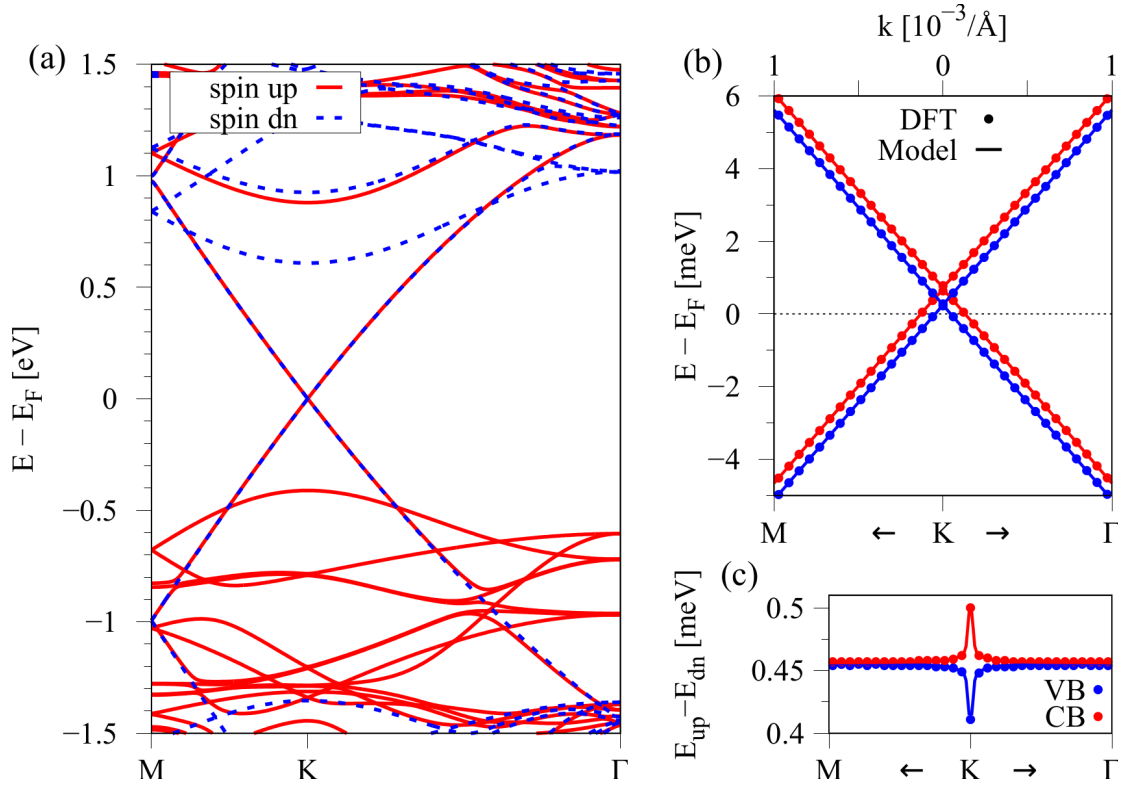 (a)
E − E_F [eV]
1.5
1
0.5
0
−0.5
−1
−1.5
spin up
spin dn
M K Γ
(b)
k [10⁻³/Å]
1 0 1
E − E_F [meV]
6
4
2
0
−2
−4
DFT
Model
M ← K → Γ
(c)
E_up−E_dn [meV]
0.5
0.45
0.4
VB
CB
M ← K → Γ